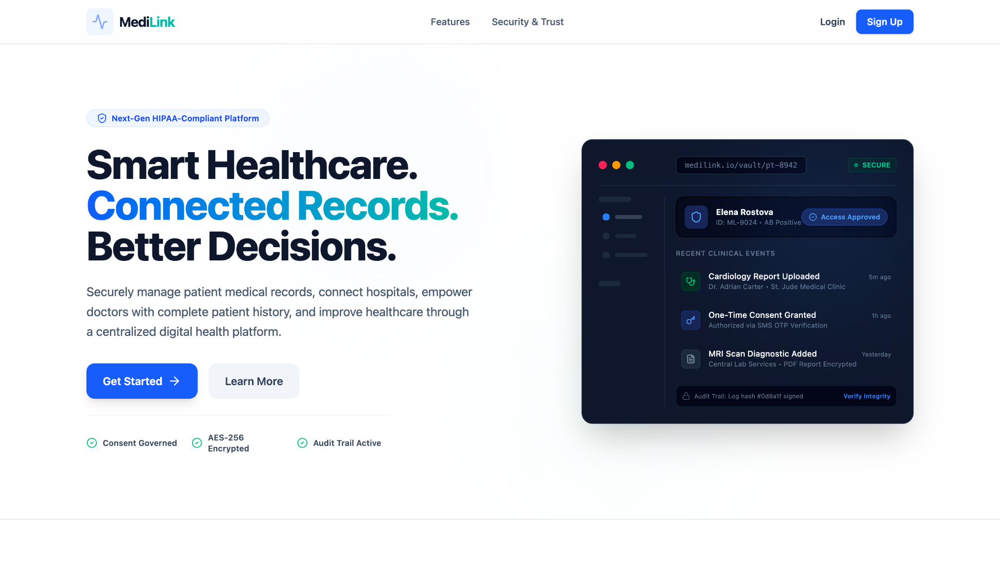 MediLink
Features
Security & Trust
Login
Sign Up
Next-Gen HIPAA-Compliant Platform
Smart Healthcare.
Connected Records.
Better Decisions.
Securely manage patient medical records, connect hospitals, empower
doctors with complete patient history, and improve healthcare through
a centralized digital health platform.
Get Started
Learn More
Consent Governed
AES-256
Encrypted
Audit Trail Active
medilink.io/vault/pt-8942
SECURE
Elena Rostova
ID: ML-9024 • AB Positive
Access Approved
RECENT CLINICAL EVENTS
Cardiology Report Uploaded
5m ago
Dr. Adrian Carter • St. Jude Medical Clinic
One-Time Consent Granted
1h ago
Authorized via SMS OTP Verification
MRI Scan Diagnostic Added
Yesterday
Central Lab Services • PDF Report Encrypted
Audit Trail: Log hash #0d8a1f signed
Verify Integrity